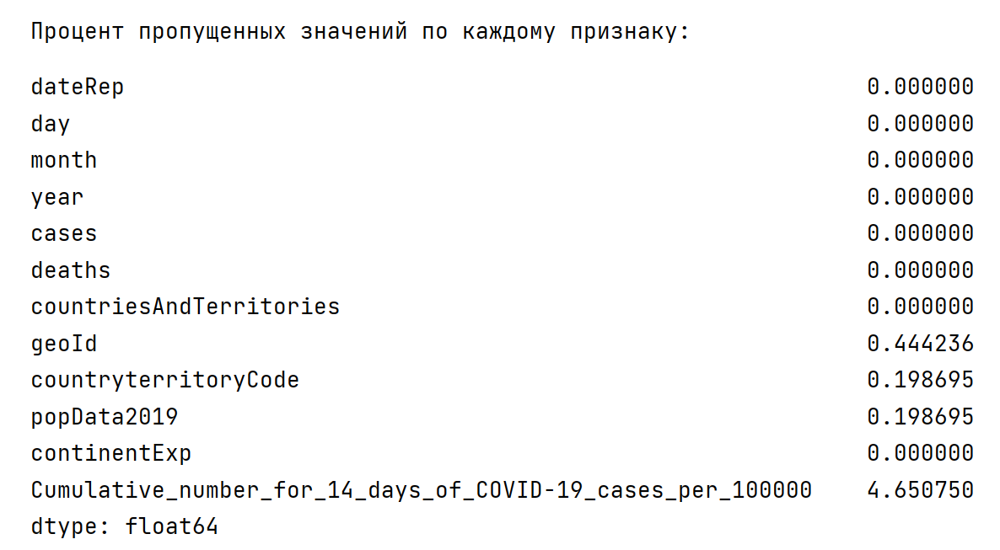 Процент пропущенных значений по каждому признаку:
dateRep 0.000000
day 0.000000
month 0.000000
year 0.000000
cases 0.000000
deaths 0.000000
countriesAndTerritories 0.000000
geoId 0.444236
countryterritoryCode 0.198695
popData2019 0.198695
continentExp 0.000000
Cumulative_number_for_14_days_of_COVID-19_cases_per_100000 4.650750
dtype: float64